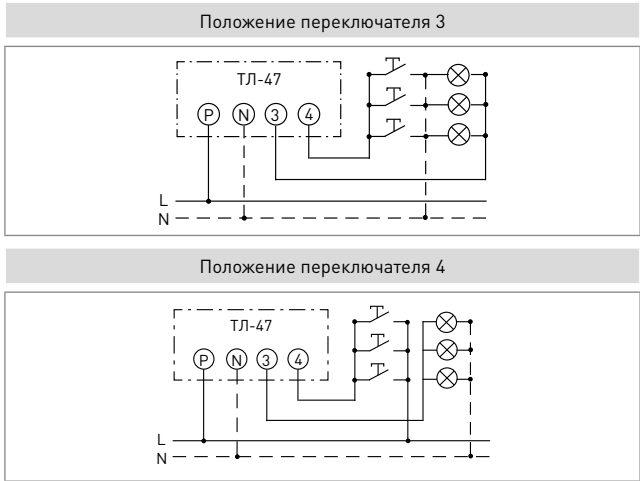 Положение переключателя 3
ТЛ-47
P N 3 4
L
N
Положение переключателя 4
ТЛ-47
P N 3 4
L
N